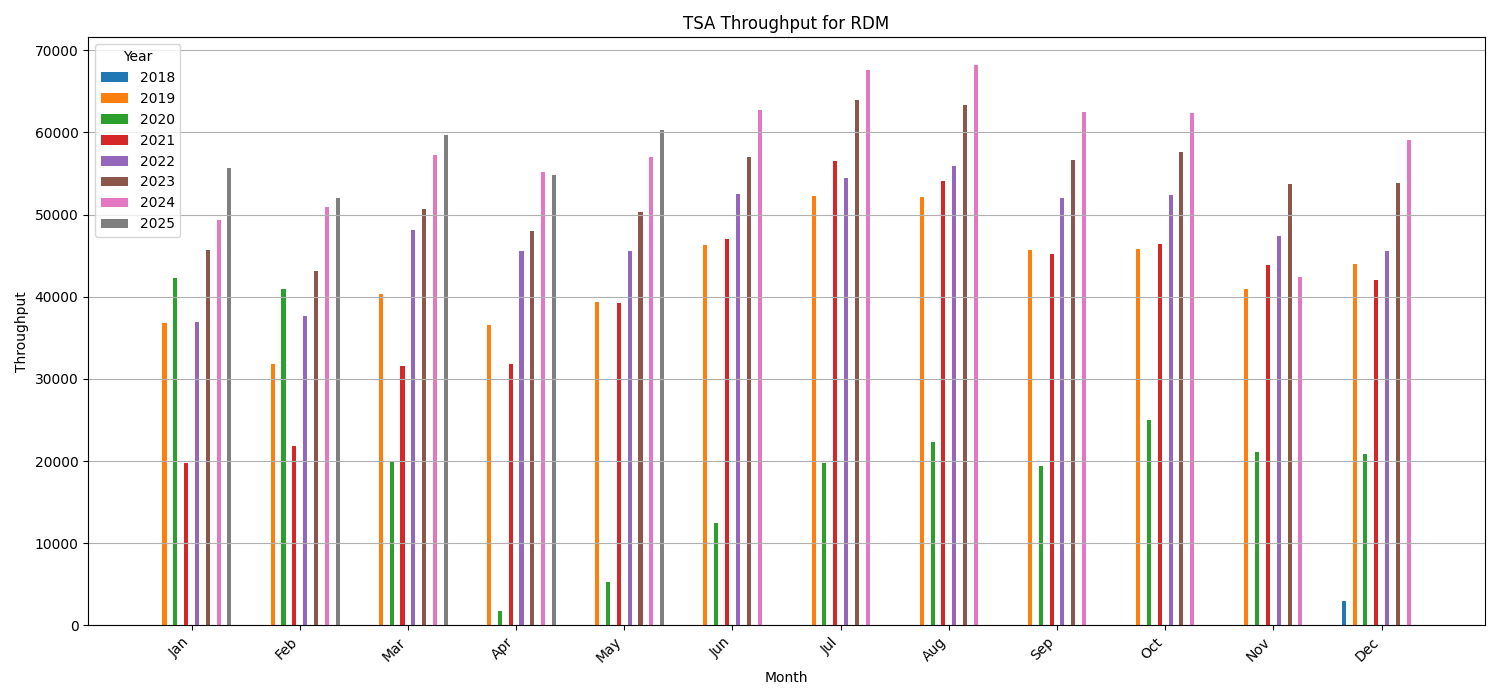 TSA Throughput for RDM
Year
2018
2019
2020
2021
2022
2023
2024
2025
Throughput
70000
60000
50000
40000
30000
20000
10000
0
Jan
Feb
Mar
Apr
May
Jun
Jul
Aug
Sep
Oct
Nov
Dec
Month